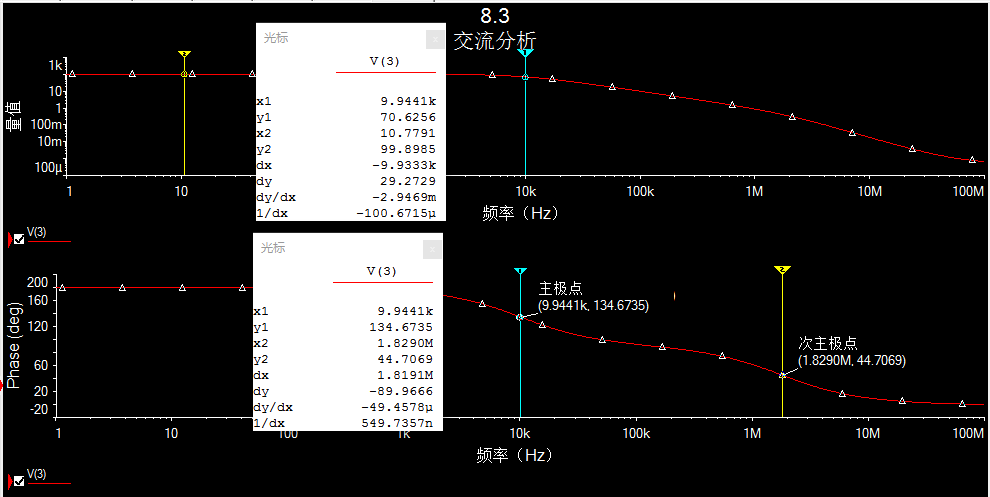 8.3
交流分析
光标
V(3)
x1 9.9441k
y1 70.6256
x2 10.7791
y2 99.8985
dx -9.9333k
dy 29.2729
dy/dx -2.9469m
1/dx -100.6715µ
量值
1k
10
1
100m
10m
100µ
1 10 10k 100k 1M 10M 100M
频率（Hz）
V(3)
光标
V(3)
x1 9.9441k
y1 134.6735
x2 1.8290M
y2 44.7069
dx 1.8191M
dy -89.9666
dy/dx -49.4578µ
1/dx 549.7357n
主极点
(9.9441k, 134.6735)
次主极点
(1.8290M, 44.7069)
Phase (deg)
200
160
120
60
20
-20
1 10 100 1k 10k 100k 1M 10M 100M
频率（Hz）
V(3)